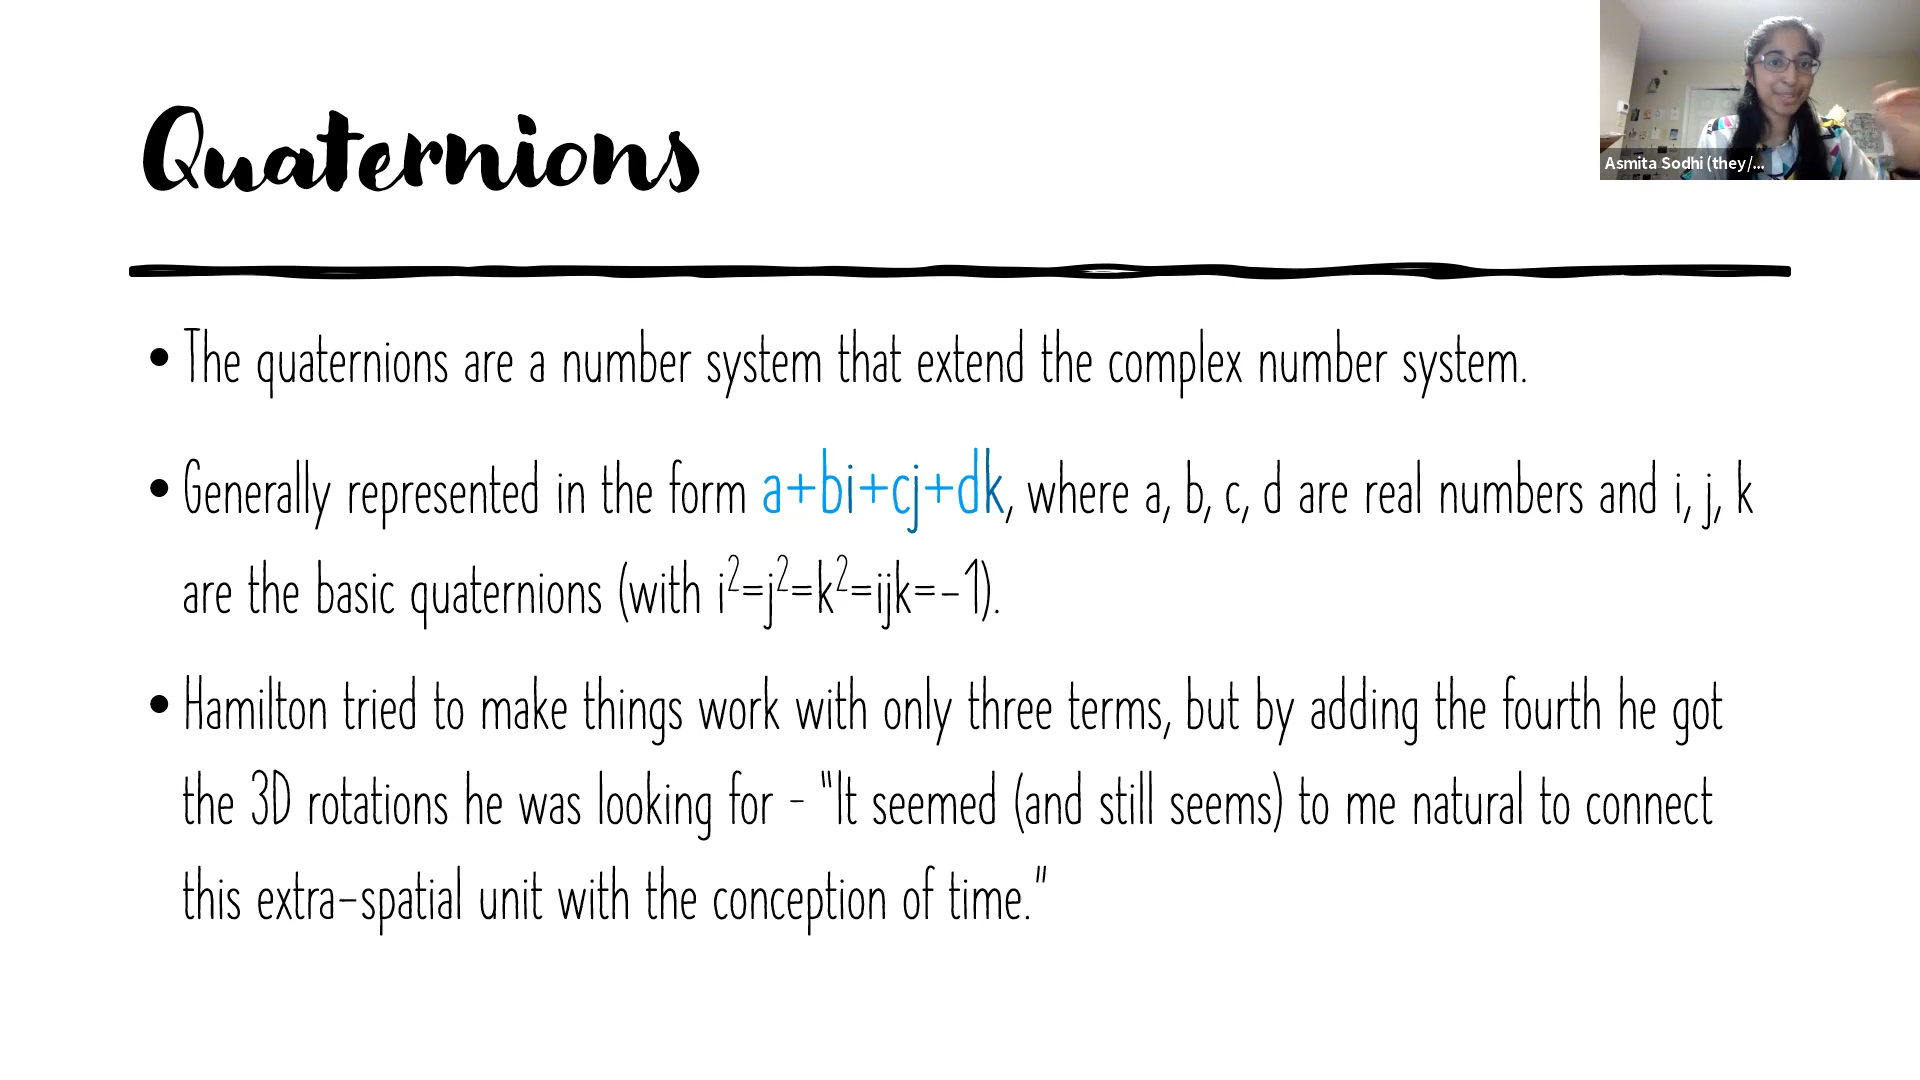 Quaternions
Asmita Sodhi (they/...
• The quaternions are a number system that extend the complex number system.
• Generally represented in the form a+bi+cj+dk, where a, b, c, d are real numbers and i, j, k
are the basic quaternions (with i²=j²=k²=ijk=-1).
• Hamilton tried to make things work with only three terms, but by adding the fourth he got
the 3D rotations he was looking for - "It seemed (and still seems) to me natural to connect
this extra-spatial unit with the conception of time."